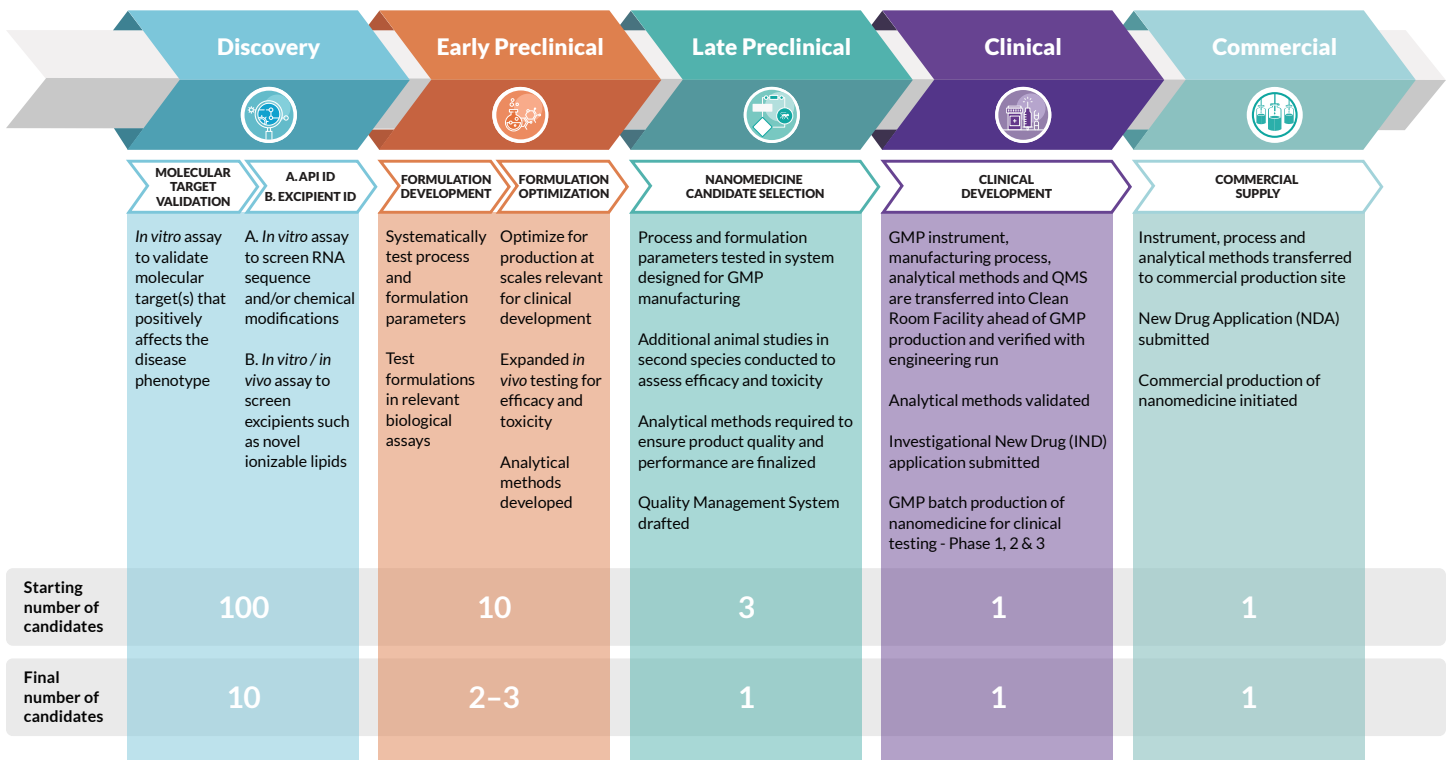 Discovery
Early Preclinical
Late Preclinical
Clinical
Commercial
MOLECULAR
TARGET
VALIDATION
A. API ID
B. EXCIPIENT ID
FORMULATION
DEVELOPMENT
FORMULATION
OPTIMIZATION
NANOMEDICINE
CANDIDATE SELECTION
CLINICAL
DEVELOPMENT
COMMERCIAL
SUPPLY
In vitro assay
to validate
molecular
target(s) that
positively
affects the
disease
phenotype
A. In vitro assay
to screen RNA
sequence
and/or chemical
modifications
B. In vitro / in
vivo assay to
screen
excipients such
as novel
ionizable lipids
Systematically
test process
and
formulation
parameters
Test
formulations
in relevant
biological
assays
Optimize for
production at
scales relevant
for clinical
development
Expanded in
vivo testing for
efficacy and
toxicity
Analytical
methods
developed
Process and formulation
parameters tested in system
designed for GMP
manufacturing
Additional animal studies in
second species conducted to
assess efficacy and toxicity
Analytical methods required to
ensure product quality and
performance are finalized
Quality Management System
drafted
GMP instrument,
manufacturing process,
analytical methods and QMS
are transferred into Clean
Room Facility ahead of GMP
production and verified with
engineering run
Analytical methods validated
Investigational New Drug (IND)
application submitted
GMP batch production of
nanomedicine for clinical
testing - Phase 1, 2 & 3
Instrument, process and
analytical methods transferred
to commercial production site
New Drug Application (NDA)
submitted
Commercial production of
nanomedicine initiated
Starting
number of
candidates
100
10
3
1
1
Final
number of
candidates
10
2–3
1
1
1